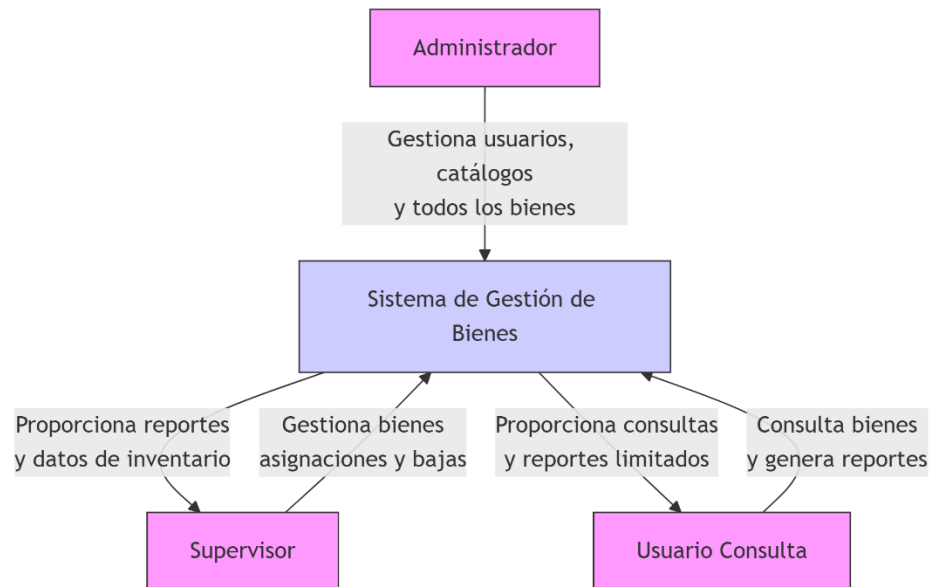 Administrador
Gestiona usuarios,
catálogos
y todos los bienes
Sistema de Gestión de
Bienes
Proporciona reportes
y datos de inventario
Gestiona bienes
asignaciones y bajas
Proporciona consultas
y reportes limitados
Consulta bienes
y genera reportes
Supervisor
Usuario Consulta